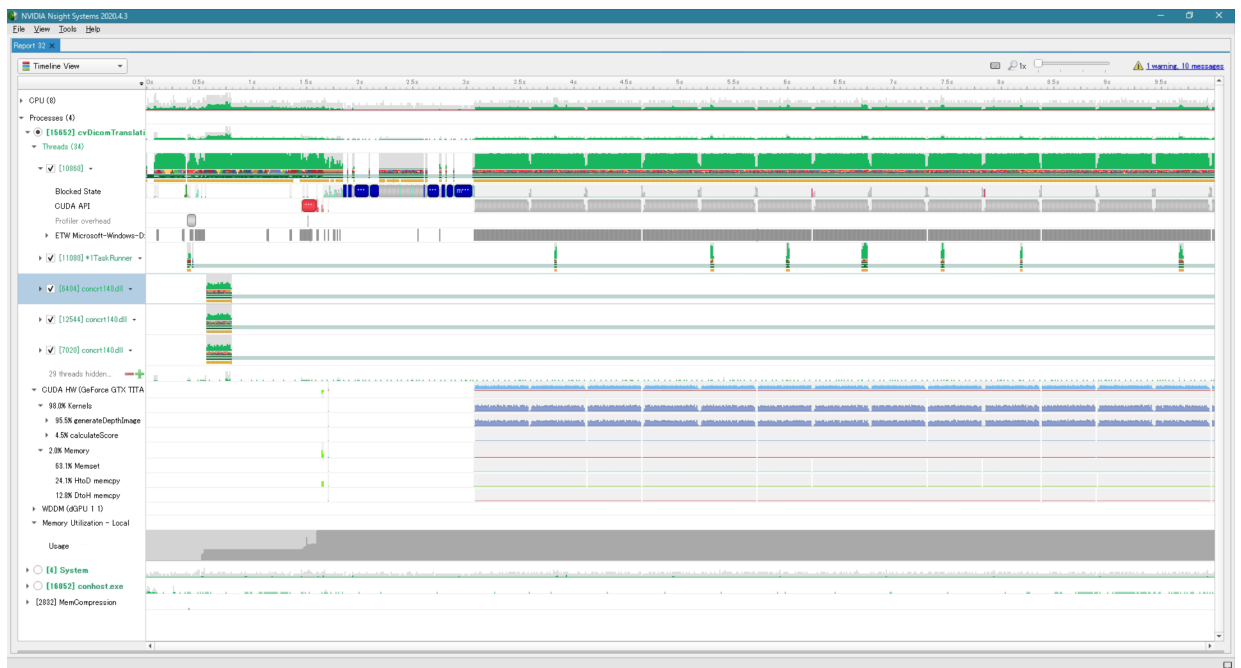 NVIDIA Nsight Systems 2020.4.3
File View Tools Help
Report 32 ×
Timeline View
1x
1 warning, 10 messages
0s 0.5s 1s 1.5s 2s 2.5s 3s 3.5s 4s 4.5s 5s 5.5s 6s 6.5s 7s 7.5s 8s 8.5s 9s 9.5s
CPU (8)
Processes (4)
[15652] cvDicomTranslati
Threads (34)
[10860]
Blocked State
CUDA API
Profiler overhead
ETW Microsoft-Windows-D
[11080] *1TaskRunner
[6404] concrt140.dll
[12544] concrt140.dll
[7020] concrt140.dll
29 threads hidden...
CUDA HW (GeForce GTX TITA
98.0% Kernels
95.5% generateDepthImage
4.5% calculateScore
2.0% Memory
63.1% Memset
24.1% HtoD memcpy
12.8% DtoH memcpy
WDDM (dGPU 1 1)
Memory Utilization - Local
Usage
[4] System
[16852] conhost.exe
[2832] MemCompression